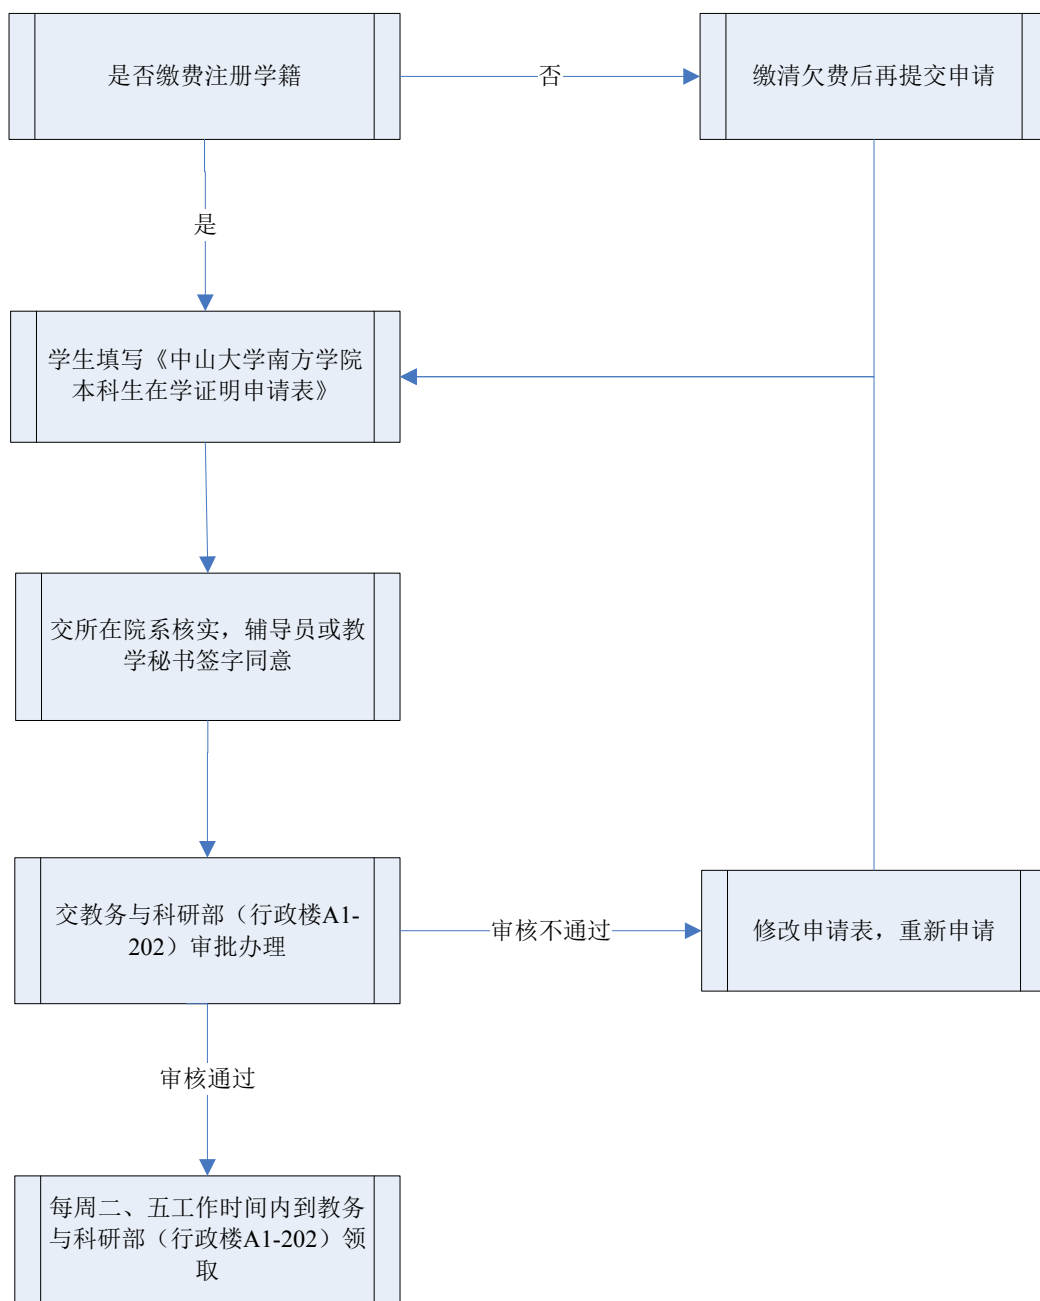 是否缴费注册学籍
否
缴清欠费后再提交申请
是
学生填写《中山大学南方学院
本科生在学证明申请表》
交所在院系核实，辅导员或教
学秘书签字同意
交教务与科研部（行政楼A1-
202）审批办理
审核不通过
修改申请表，重新申请
审核通过
每周二、五工作时间内到教务
与科研部（行政楼A1-202）领
取